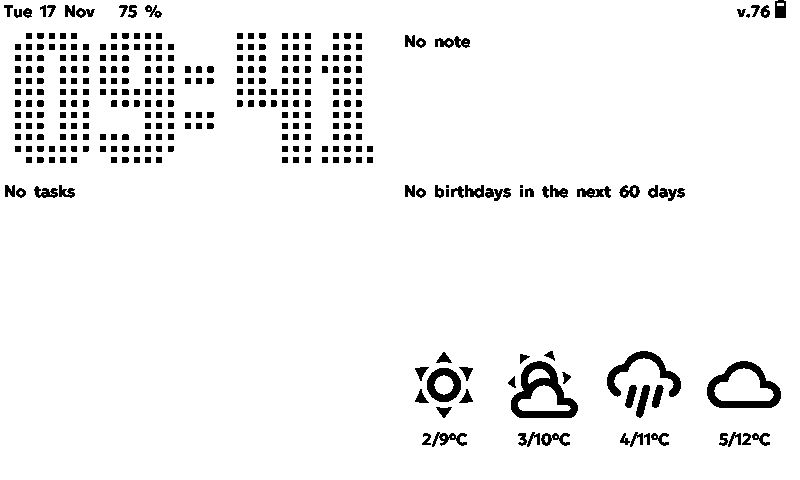 Tue 17 Nov 75 %
v.76
09:41
No note
No tasks
No birthdays in the next 60 days
2/9°C
3/10°C
4/11°C
5/12°C